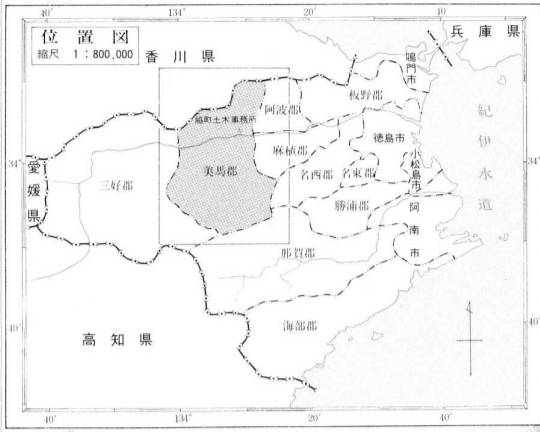 位置図
縮尺 1:800,000
40′
134°
20′
40′
兵庫県
香川県
鳴門市
板野郡
阿波郡
脇町土木事務所
徳島市
紀伊水道
麻植郡
34°
34°
小松島市
名西郡
名東郡
美馬郡
三好郡
愛媛県
勝浦郡
阿南市
那賀郡
40′
40′
海部郡
高知県
40′
134°
20′
40′